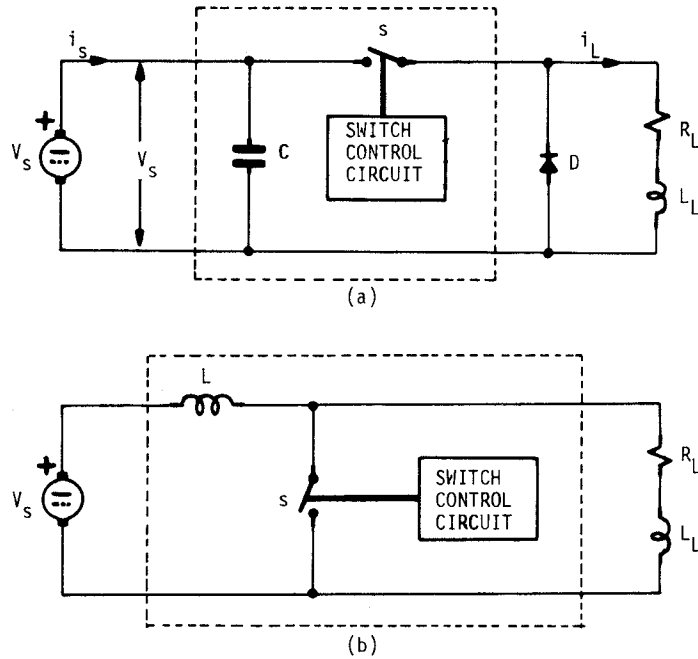 s
i_s
i_L
+
V_s
V_s
C
SWITCH
CONTROL
CIRCUIT
D
R_L
L_L
(a)
L
+
V_s
s
SWITCH
CONTROL
CIRCUIT
R_L
L_L
(b)